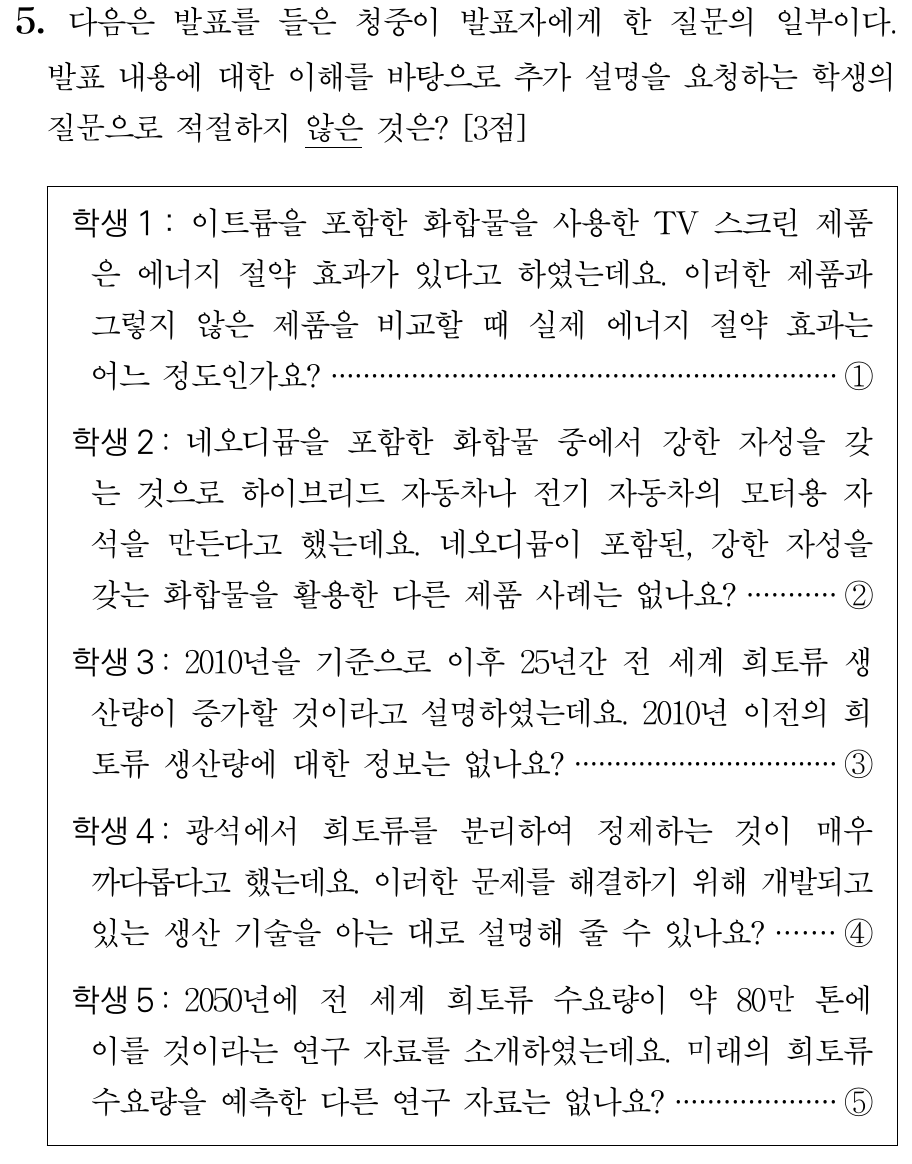 5. 다음은 발표를 들은 청중이 발표자에게 한 질문의 일부이다.
발표 내용에 대한 이해를 바탕으로 추가 설명을 요청하는 학생의
질문으로 적절하지 않은 것은? [3점]
학생 1 : 이트륨을 포함한 화합물을 사용한 TV 스크린 제품
은 에너지 절약 효과가 있다고 하였는데요. 이러한 제품과
그렇지 않은 제품을 비교할 때 실제 에너지 절약 효과는
어느 정도인가요? ………………………………………………… ①
학생 2 : 네오디뮴을 포함한 화합물 중에서 강한 자성을 갖
는 것으로 하이브리드 자동차나 전기 자동차의 모터용 자
석을 만든다고 했는데요. 네오디뮴이 포함된, 강한 자성을
갖는 화합물을 활용한 다른 제품 사례는 없나요? ………… ②
학생 3 : 2010년을 기준으로 이후 25년간 전 세계 희토류 생
산량이 증가할 것이라고 설명하였는데요. 2010년 이전의 희
토류 생산량에 대한 정보는 없나요? …………………………… ③
학생 4 : 광석에서 희토류를 분리하여 정제하는 것이 매우
까다롭다고 했는데요. 이러한 문제를 해결하기 위해 개발되고
있는 생산 기술을 아는 대로 설명해 줄 수 있나요? ……… ④
학생 5 : 2050년에 전 세계 희토류 수요량이 약 80만 톤에
이를 것이라는 연구 자료를 소개하였는데요. 미래의 희토류
수요량을 예측한 다른 연구 자료는 없나요? ………………… ⑤